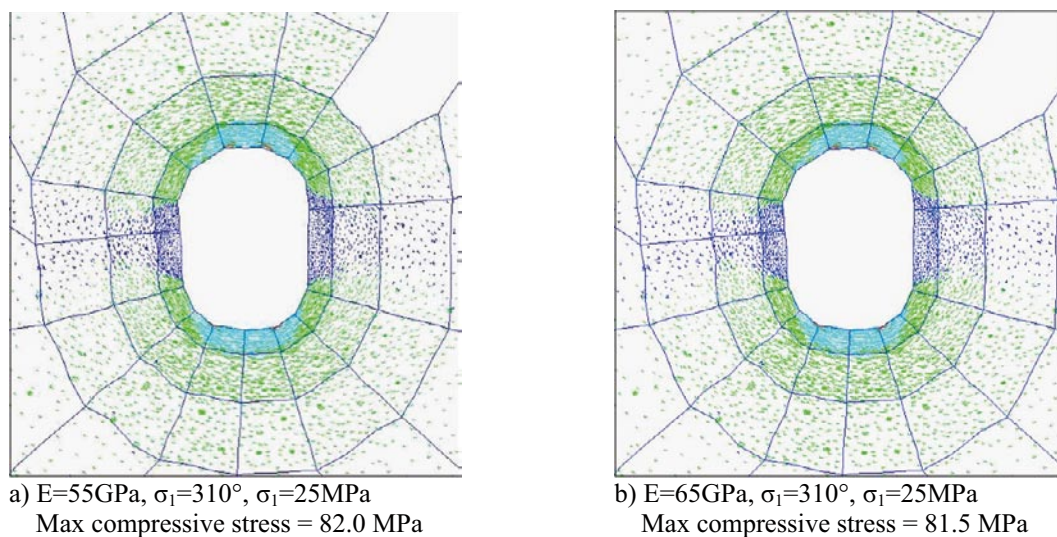 a) E=55GPa, σ₁=310°, σ₁=25MPa
Max compressive stress = 82.0 MPa
b) E=65GPa, σ₁=310°, σ₁=25MPa
Max compressive stress = 81.5 MPa